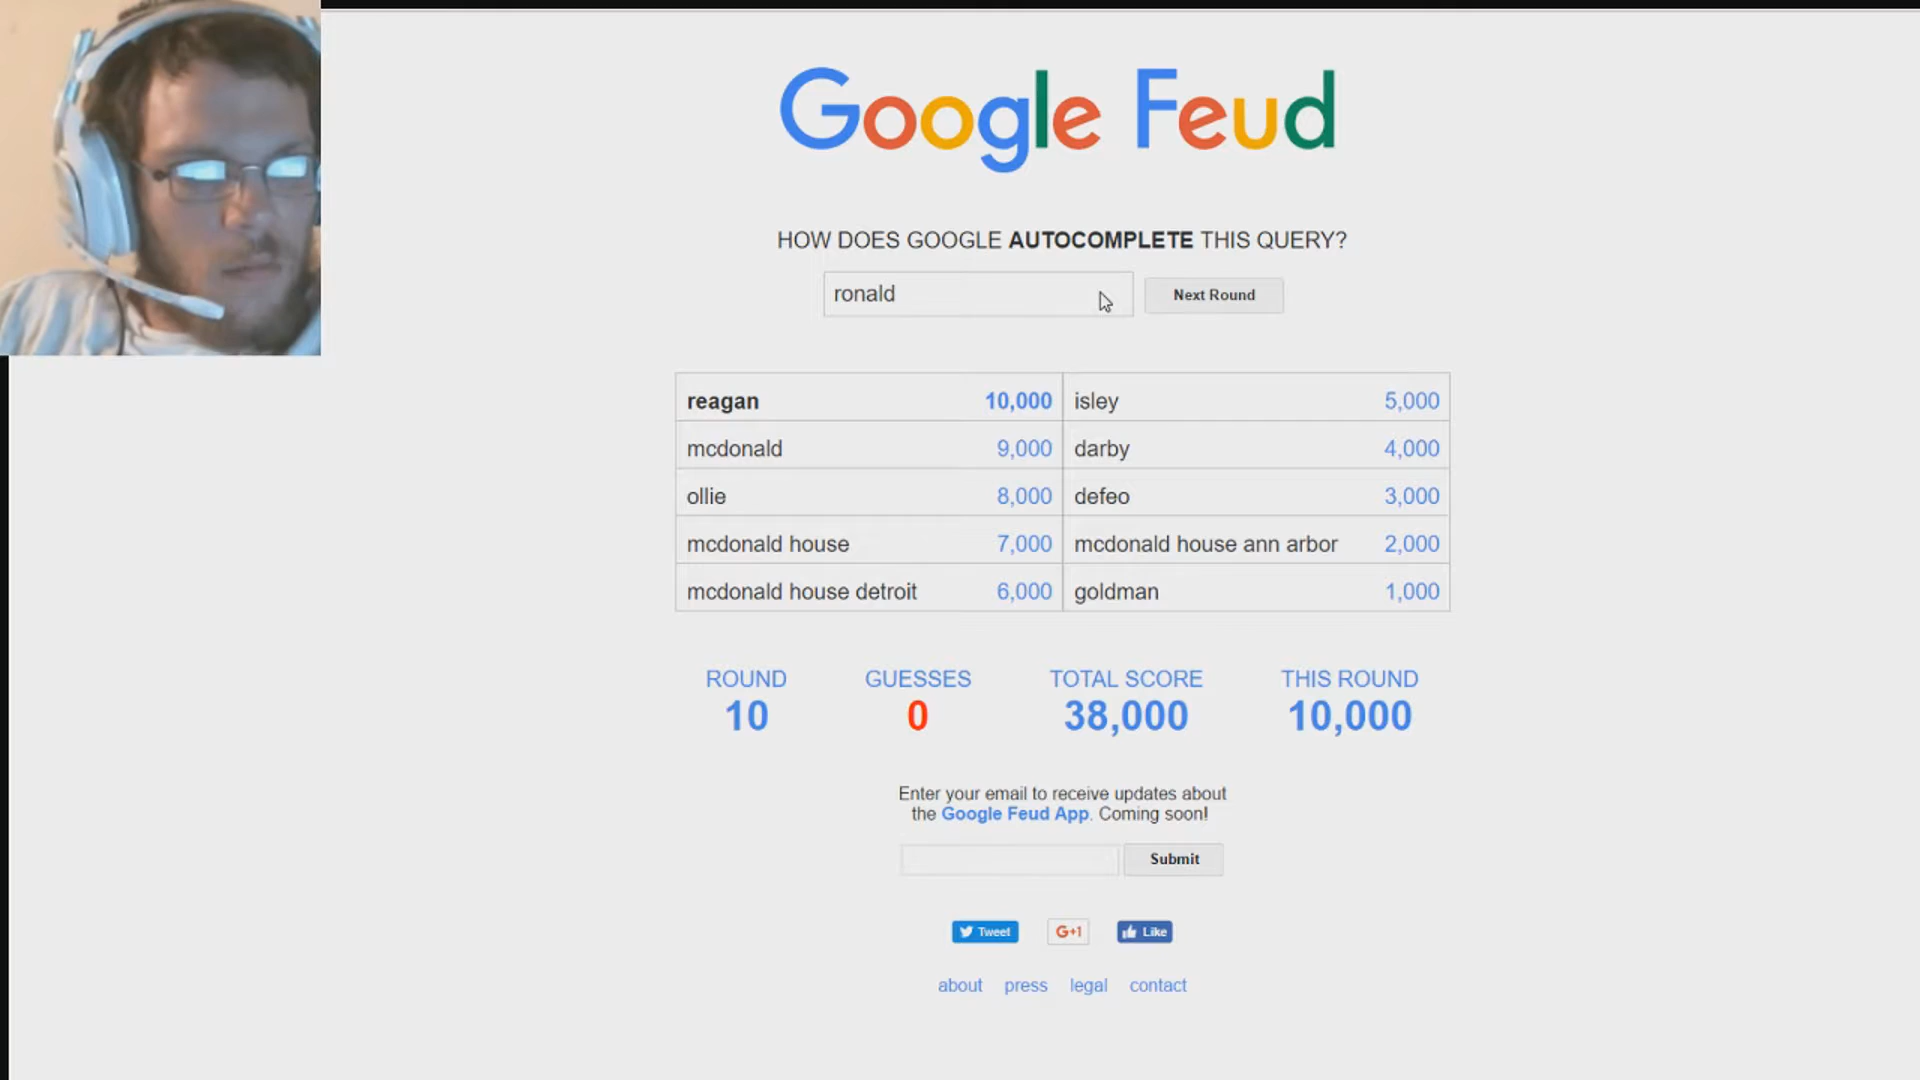 Google Feud
HOW DOES GOOGLE AUTOCOMPLETE THIS QUERY?
ronald
Next Round
reagan 10,000 isley 5,000
mcdonald 9,000 darby 4,000
ollie 8,000 defeo 3,000
mcdonald house 7,000 mcdonald house ann arbor 2,000
mcdonald house detroit 6,000 goldman 1,000
ROUND GUESSES TOTAL SCORE THIS ROUND
10 0 38,000 10,000
Enter your email to receive updates about
the Google Feud App. Coming soon!
Submit
Tweet G+1 Like
about press legal contact